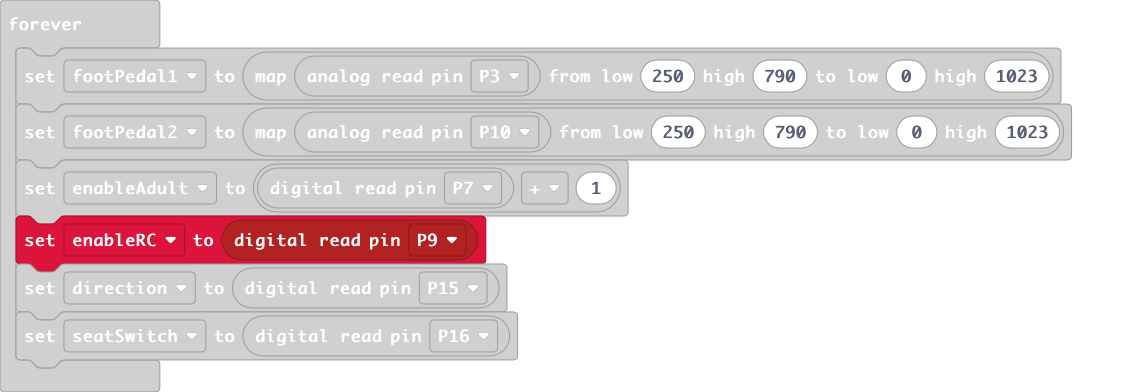 forever
set footPedal1 to map analog read pin P3 from low 250 high 790 to low 0 high 1023
set footPedal2 to map analog read pin P10 from low 250 high 790 to low 0 high 1023
set enableAdult to digital read pin P7 + 1
set enableRC to digital read pin P9
set direction to digital read pin P15
set seatSwitch to digital read pin P16